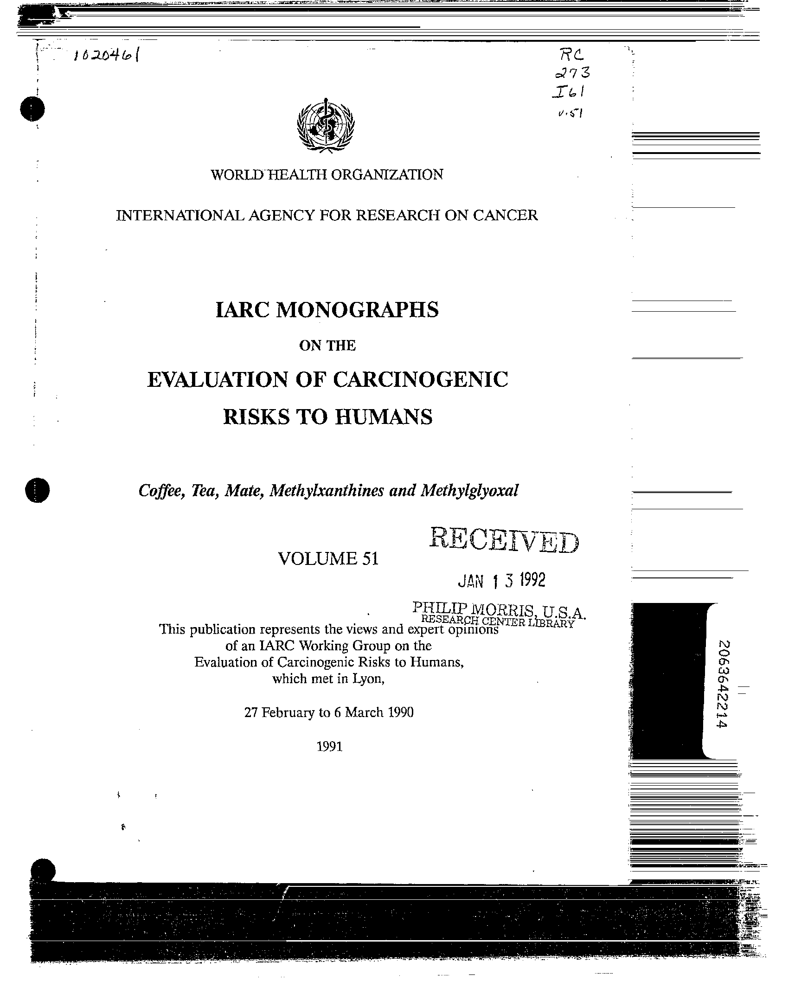 1020461
RC
273
I61
v.51
WORLD HEALTH ORGANIZATION
INTERNATIONAL AGENCY FOR RESEARCH ON CANCER
IARC MONOGRAPHS
ON THE
EVALUATION OF CARCINOGENIC
RISKS TO HUMANS
Coffee, Tea, Mate, Methylxanthines and Methylglyoxal
VOLUME 51
RECEIVED
JAN 13 1992
PHILIP MORRIS, U.S.A.
RESEARCH CENTER LIBRARY
This publication represents the views and expert opinions
of an IARC Working Group on the
Evaluation of Carcinogenic Risks to Humans,
which met in Lyon,
27 February to 6 March 1990
1991
2063642214